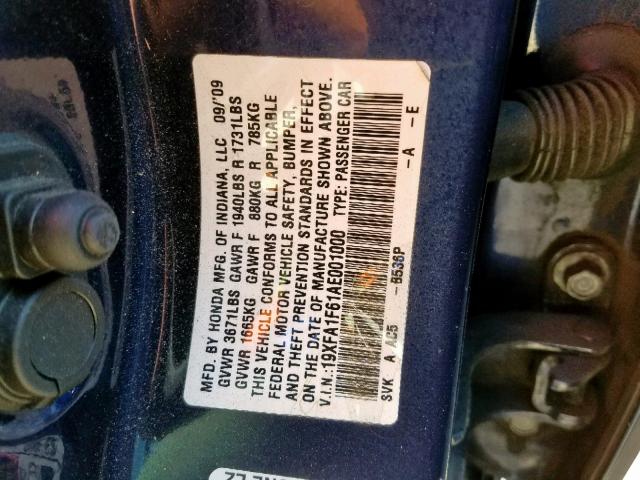 MFD. BY HONDA MFG. OF INDIANA, LLC 09/'09
GVWR 3671LBS GAWR F 1940LBS R 1731LBS
GVWR 1665KG GAWR F 880KG R 785KG
THIS VEHICLE CONFORMS TO ALL APPLICABLE
FEDERAL MOTOR VEHICLE SAFETY, BUMPER,
AND THEFT PREVENTION STANDARDS IN EFFECT
ON THE DATE OF MANUFACTURE SHOWN ABOVE.
V.I.N.:19XFA1F61AE001000 TYPE: PASSENGER CAR
SVK A AC5 -B536P -A -E